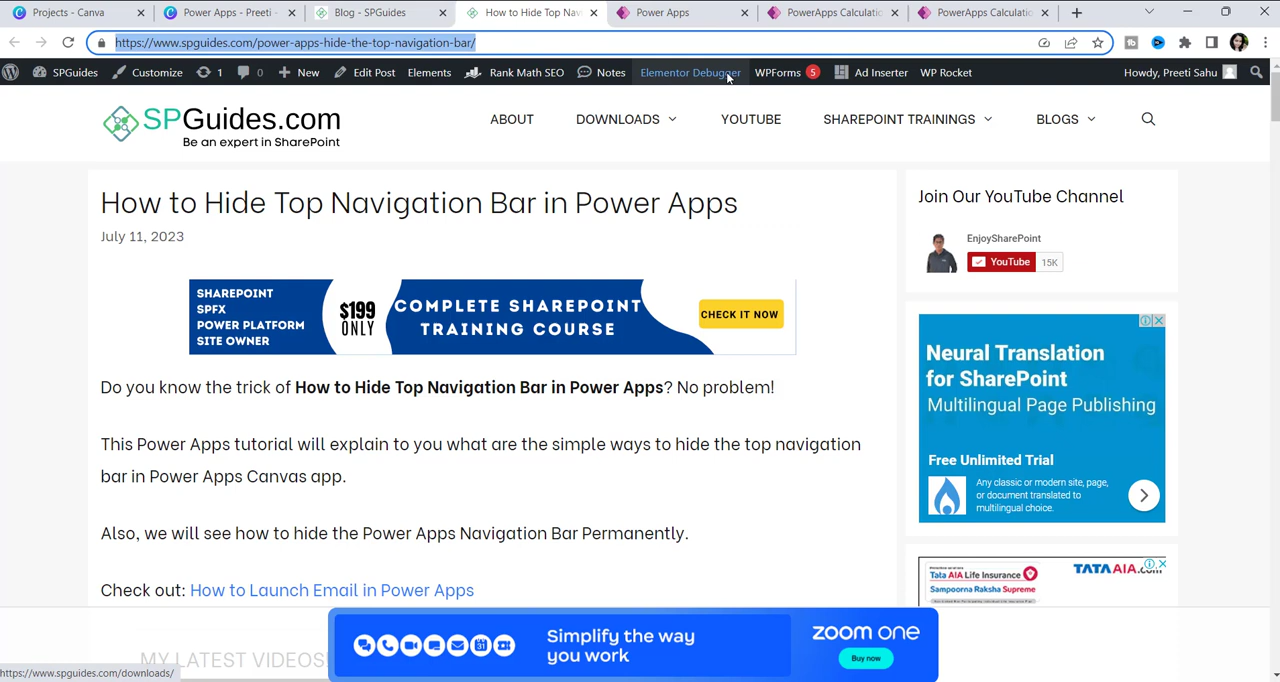 Projects - Canva
Power Apps - Preeti -
Blog - SPGuides
How to Hide Top Nav
Power Apps
PowerApps Calculatio
PowerApps Calculatio
https://www.spguides.com/power-apps-hide-the-top-navigation-bar/
SPGuides
Customize
1
0
New
Edit Post
Elements
Rank Math SEO
Notes
Elementor Debugger
WPForms 5
Ad Inserter
WP Rocket
Howdy, Preeti Sahu
SPGuides.com
Be an expert in SharePoint
ABOUT
DOWNLOADS
YOUTUBE
SHAREPOINT TRAININGS
BLOGS
How to Hide Top Navigation Bar in Power Apps
July 11, 2023
SHAREPOINT
SPFX
POWER PLATFORM
SITE OWNER
$199
ONLY
COMPLETE SHAREPOINT
TRAINING COURSE
CHECK IT NOW
Do you know the trick of How to Hide Top Navigation Bar in Power Apps? No problem!
This Power Apps tutorial will explain to you what are the simple ways to hide the top navigation
bar in Power Apps Canvas app.
Also, we will see how to hide the Power Apps Navigation Bar Permanently.
Check out: How to Launch Email in Power Apps
MY LATEST VIDEOS
Join Our YouTube Channel
EnjoySharePoint
YouTube 15K
Neural Translation
for SharePoint
Multilingual Page Publishing
Free Unlimited Trial
Any classic or modern site, page,
or document translated to
multilingual choice.
Tata AIA Life Insurance
Sampoorna Raksha Supreme
TATA AIA
Simplify the way
you work
zoom one
Buy now
https://www.spguides.com/downloads/